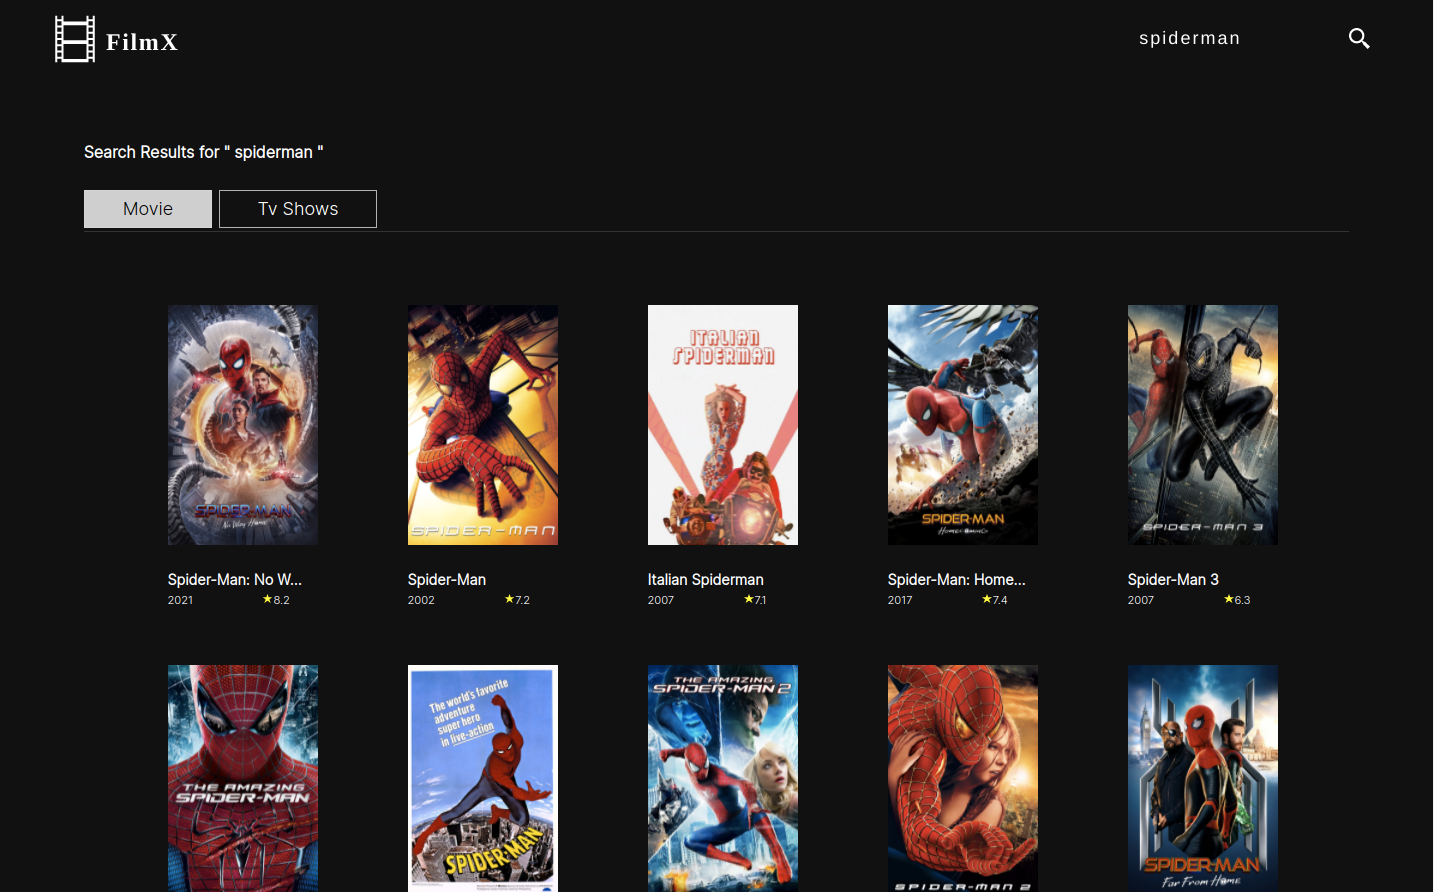 FilmX
spiderman
Search Results for " spiderman "
Movie
Tv Shows
SPIDER-MAN
No Way Home
SPIDER-MAN
ITALIAN
SPIDERMAN
SPIDER-MAN
HOMECOMING
SPIDER-MAN 3
Spider-Man: No W...
2021
★8.2
Spider-Man
2002
★7.2
Italian Spiderman
2007
★7.1
Spider-Man: Home...
2017
★7.4
Spider-Man 3
2007
★6.3
THE AMAZING
SPIDER-MAN
The world's favorite
adventure
super hero
in live-action
SPIDER-MAN
THE AMAZING
SPIDER-MAN 2
SPIDER-MAN 2
SPIDER-MAN
Far From Home